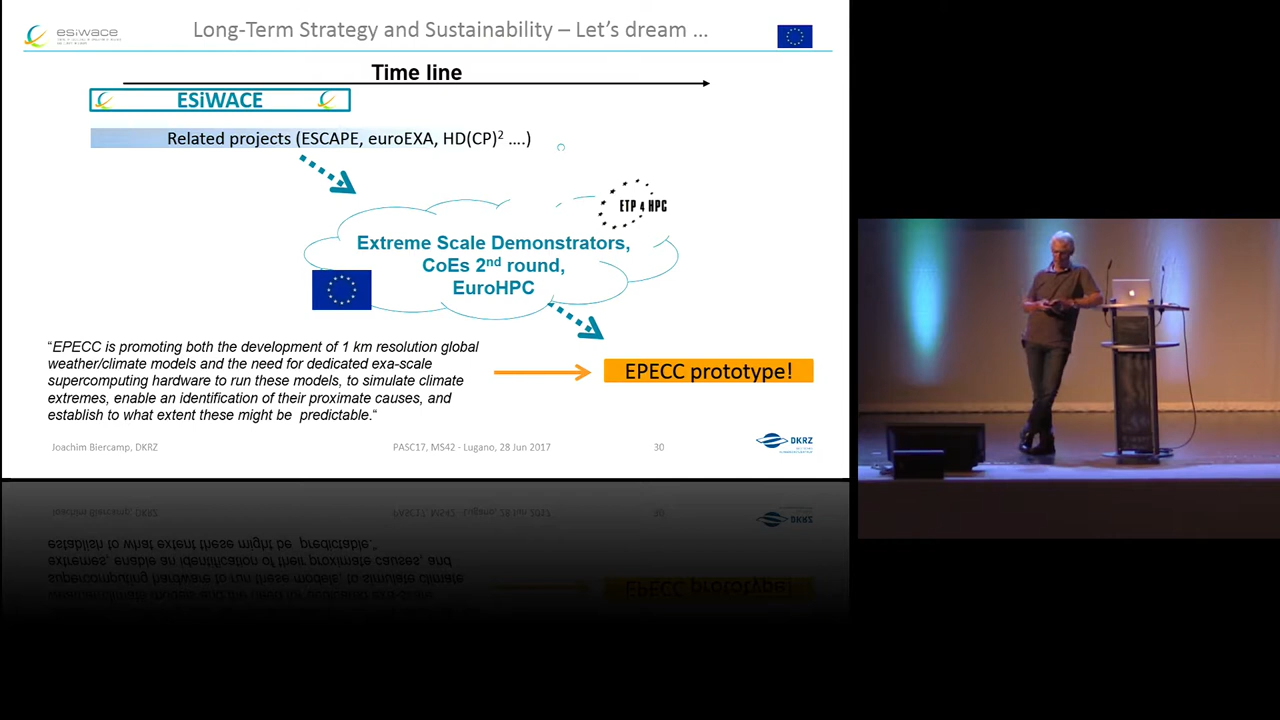 esiwace
Long-Term Strategy and Sustainability – Let's dream ...
Time line
ESiWACE
Related projects (ESCAPE, euroEXA, HD(CP)² ....)
ETP 4 HPC
Extreme Scale Demonstrators,
CoEs 2nd round,
EuroHPC
"EPECC is promoting both the development of 1 km resolution global
weather/climate models and the need for dedicated exa-scale
supercomputing hardware to run these models, to simulate climate
extremes, enable an identification of their proximate causes, and
establish to what extent these might be predictable."
EPECC prototype!
Joachim Biercamp, DKRZ
PASC17, MS42 - Lugano, 28 Jun 2017
30
DKRZ